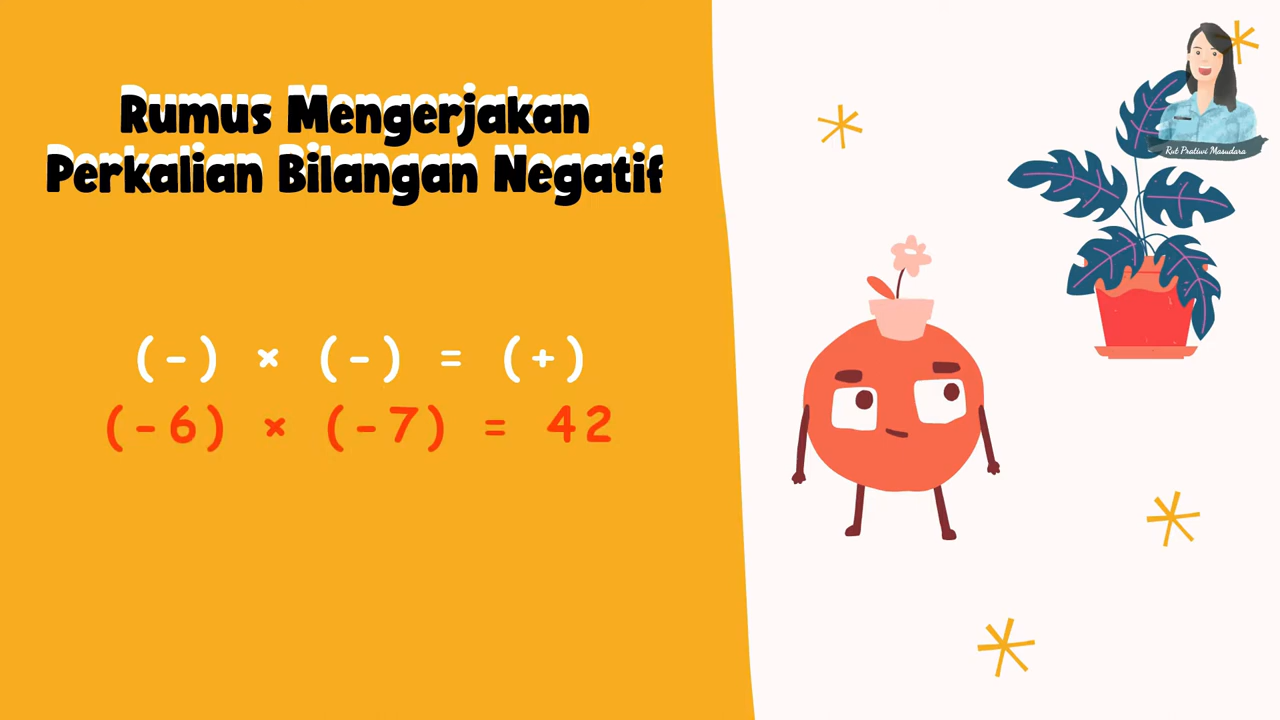 Rumus Mengerjakan
Perkalian Bilangan Negatif
(-) × (-) = (+)
(-6) × (-7) = 42
Rut Pratiwi Masudara